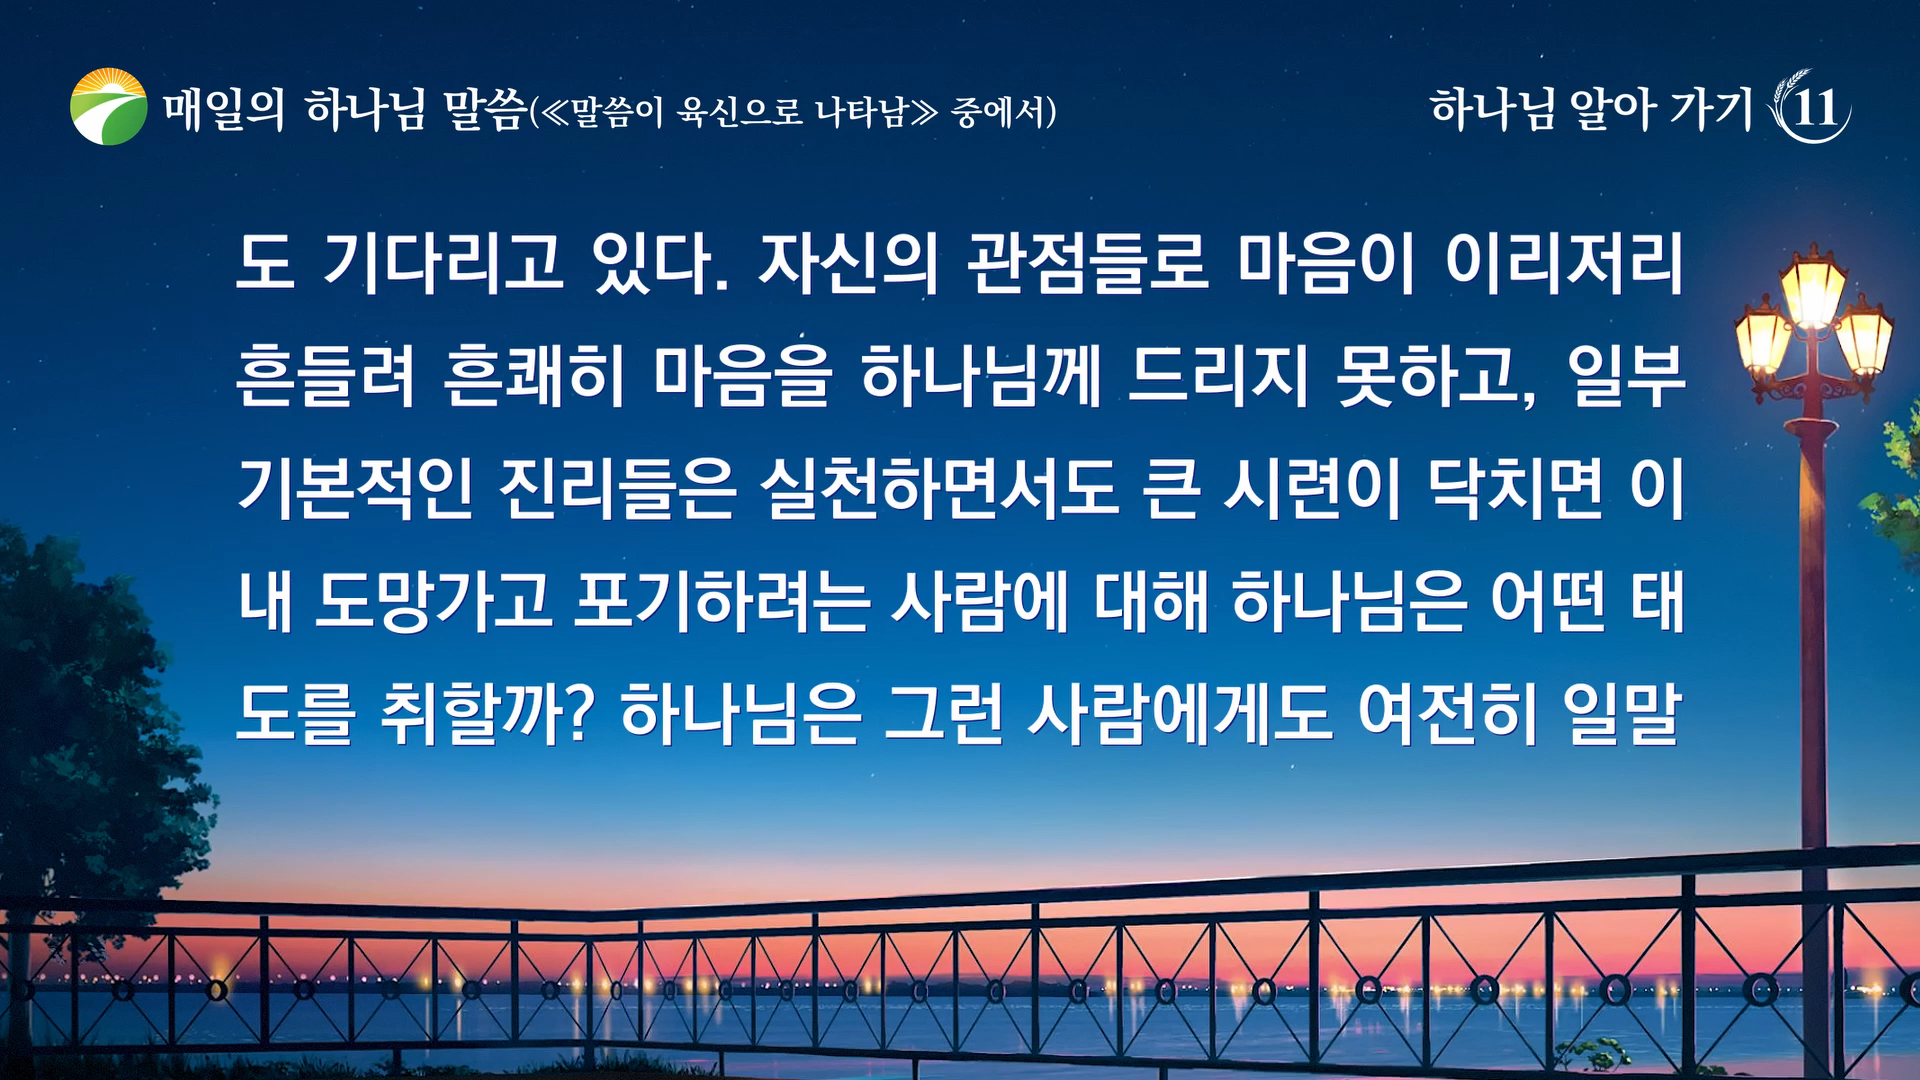 매일의 하나님 말씀(≪말씀이 육신으로 나타남≫ 중에서)
하나님 알아 가기 11
도 기다리고 있다. 자신의 관점들로 마음이 이리저리
흔들려 흔쾌히 마음을 하나님께 드리지 못하고, 일부
기본적인 진리들은 실천하면서도 큰 시련이 닥치면 이
내 도망가고 포기하려는 사람에 대해 하나님은 어떤 태
도를 취할까? 하나님은 그런 사람에게도 여전히 일말